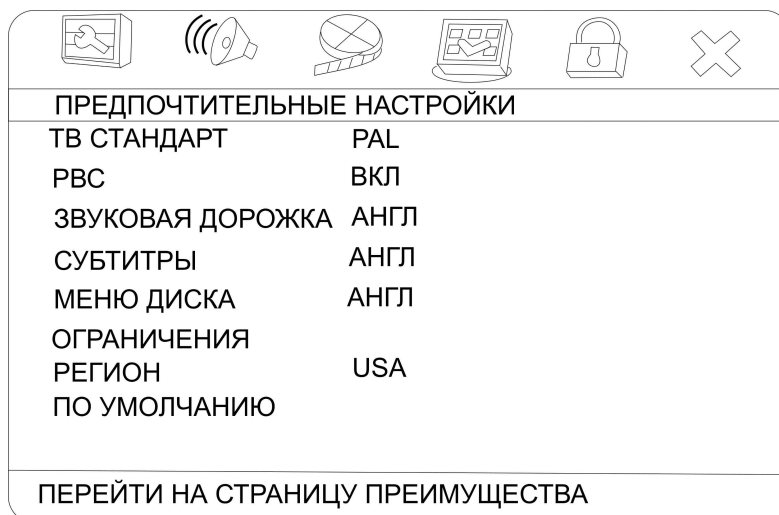 ПРЕДПОЧТИТЕЛЬНЫЕ НАСТРОЙКИ
ТВ СТАНДАРТ PAL
РВС ВКЛ
ЗВУКОВАЯ ДОРОЖКА АНГЛ
СУБТИТРЫ АНГЛ
МЕНЮ ДИСКА АНГЛ
ОГРАНИЧЕНИЯ
РЕГИОН USA
ПО УМОЛЧАНИЮ
ПЕРЕЙТИ НА СТРАНИЦУ ПРЕИМУЩЕСТВА